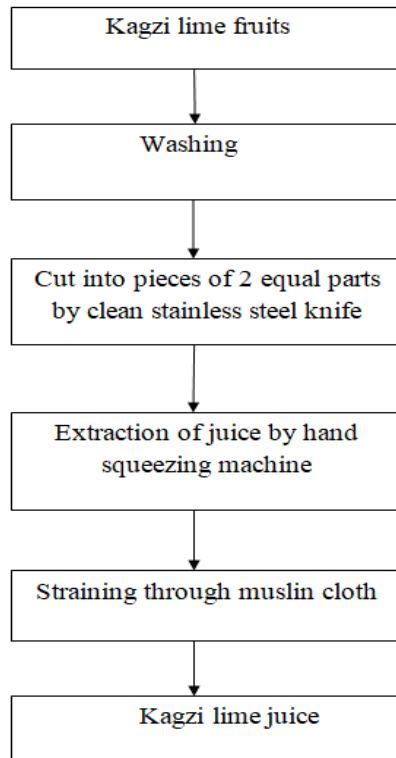 Kagzi lime fruits
Washing
Cut into pieces of 2 equal parts
by clean stainless steel knife
Extraction of juice by hand
squeezing machine
Straining through muslin cloth
Kagzi lime juice